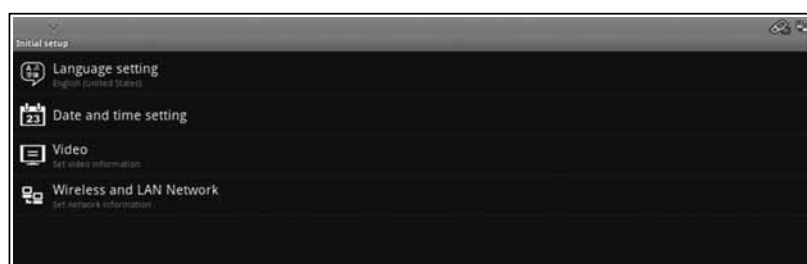 Initial setup
Language setting
English (United States)
23
Date and time setting
Video
Set video information
Wireless and LAN Network
Set network information